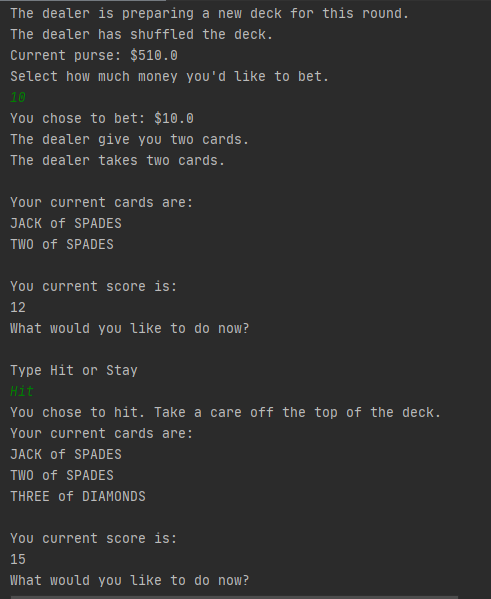 The dealer is preparing a new deck for this round.
The dealer has shuffled the deck.
Current purse: $510.0
Select how much money you'd like to bet.
10
You chose to bet: $10.0
The dealer give you two cards.
The dealer takes two cards.
Your current cards are:
JACK of SPADES
TWO of SPADES
You current score is:
12
What would you like to do now?
Type Hit or Stay
Hit
You chose to hit. Take a care off the top of the deck.
Your current cards are:
JACK of SPADES
TWO of SPADES
THREE of DIAMONDS
You current score is:
15
What would you like to do now?